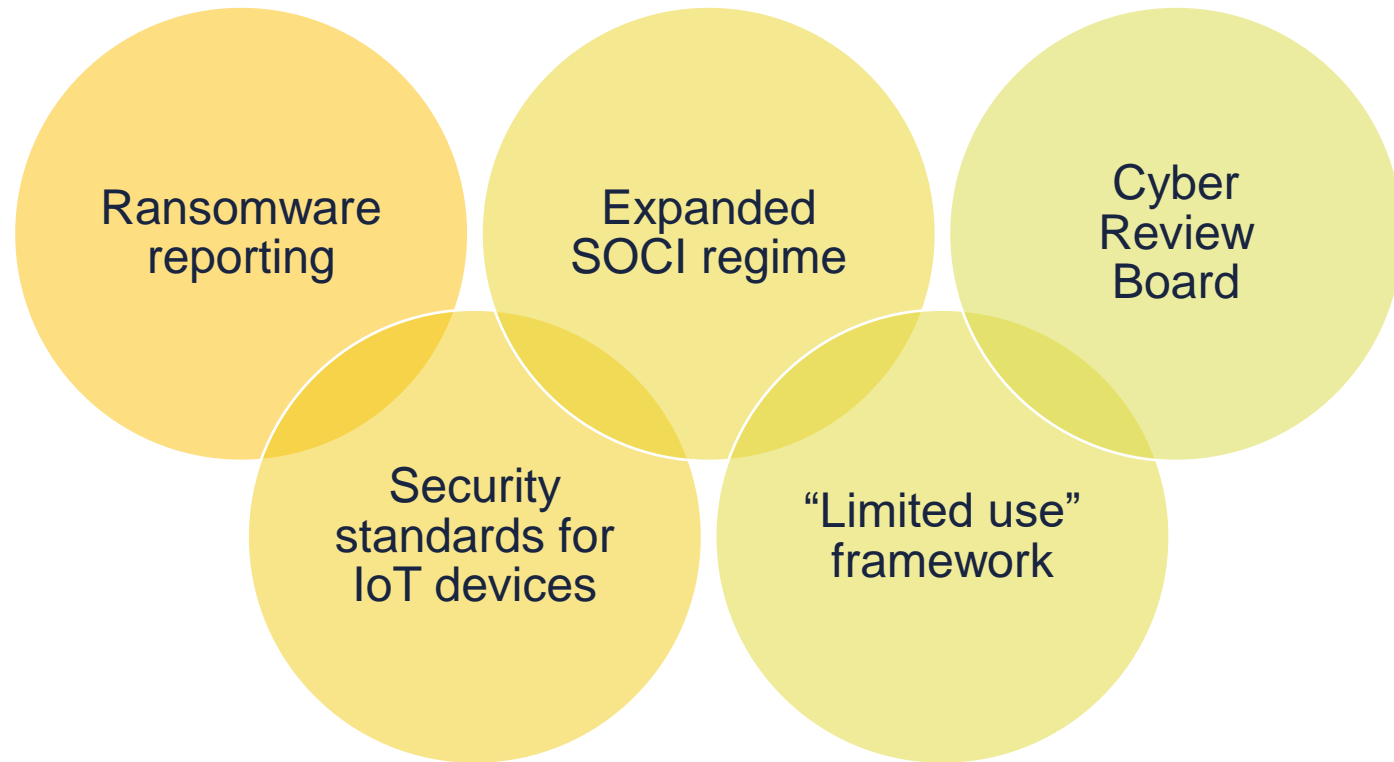 Ransomware
reporting
Security
standards for
IoT devices
Expanded
SOCI regime
“Limited use”
framework
Cyber
Review
Board